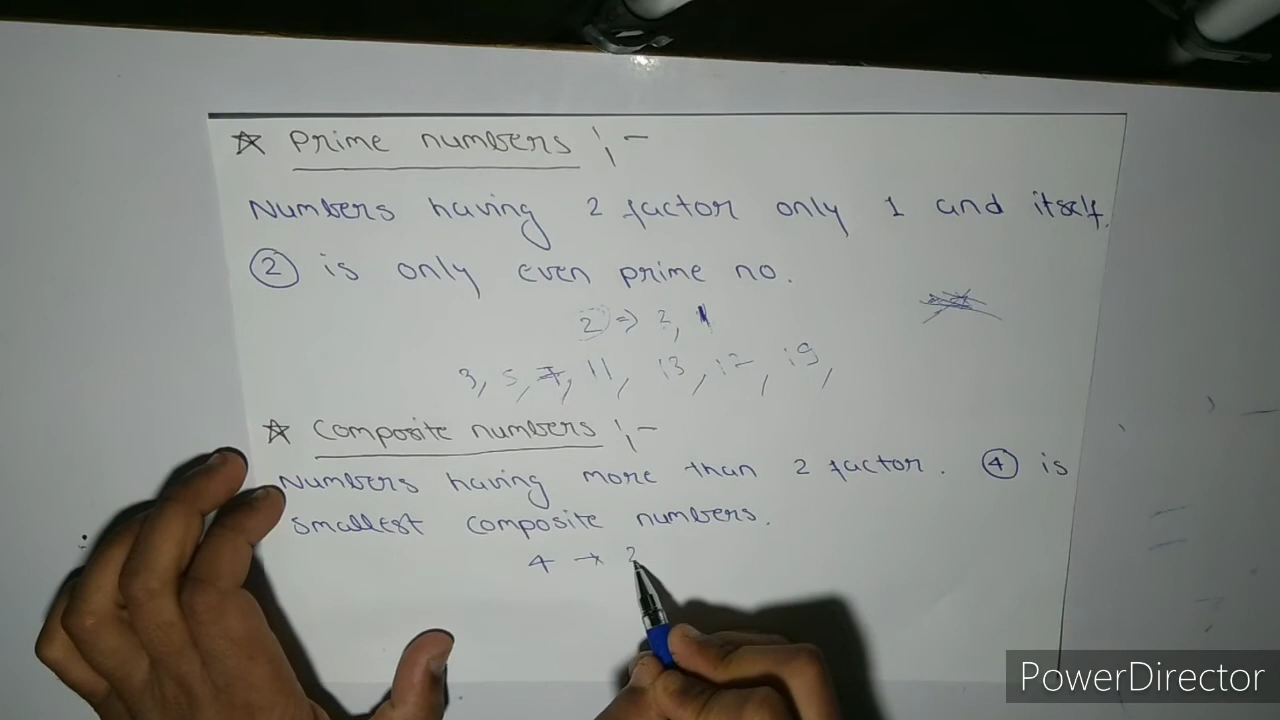 ☆ Prime numbers :-
Numbers having 2 factor only 1 and itself.
② is only even prime no.
2 => 2, 1
3, 5, 7, 11, 13, 17, 19,
☆ Composite numbers :-
Numbers having more than 2 factor. ④ is
smallest composite numbers.
4 → 2
PowerDirector